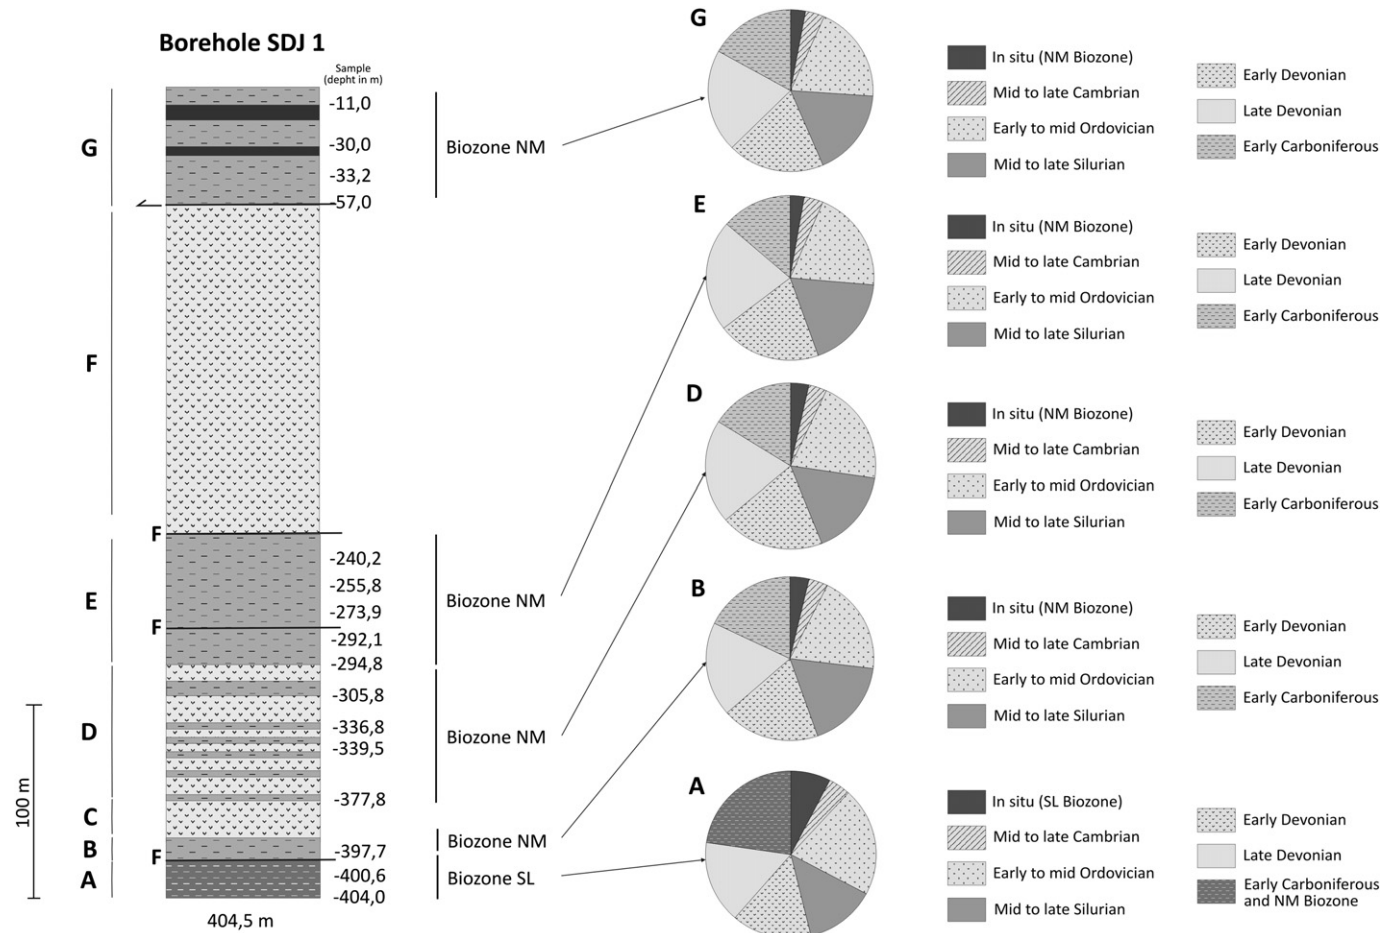 Borehole SDJ 1
Sample
(depht in m)
G
-11,0
-30,0
-33,2
-57,0
Biozone NM
F
F
E
-240,2
-255,8
-273,9
F
-292,1
-294,8
Biozone NM
D
-305,8
-336,8
-339,5
-377,8
Biozone NM
C
B
-397,7
Biozone NM
F
A
-400,6
-404,0
Biozone SL
404,5 m
100 m
G
In situ (NM Biozone)
Mid to late Cambrian
Early to mid Ordovician
Mid to late Silurian
Early Devonian
Late Devonian
Early Carboniferous
E
In situ (NM Biozone)
Mid to late Cambrian
Early to mid Ordovician
Mid to late Silurian
Early Devonian
Late Devonian
Early Carboniferous
D
In situ (NM Biozone)
Mid to late Cambrian
Early to mid Ordovician
Mid to late Silurian
Early Devonian
Late Devonian
Early Carboniferous
B
In situ (NM Biozone)
Mid to late Cambrian
Early to mid Ordovician
Mid to late Silurian
Early Devonian
Late Devonian
Early Carboniferous
A
In situ (SL Biozone)
Mid to late Cambrian
Early to mid Ordovician
Mid to late Silurian
Early Devonian
Late Devonian
Early Carboniferous
and NM Biozone